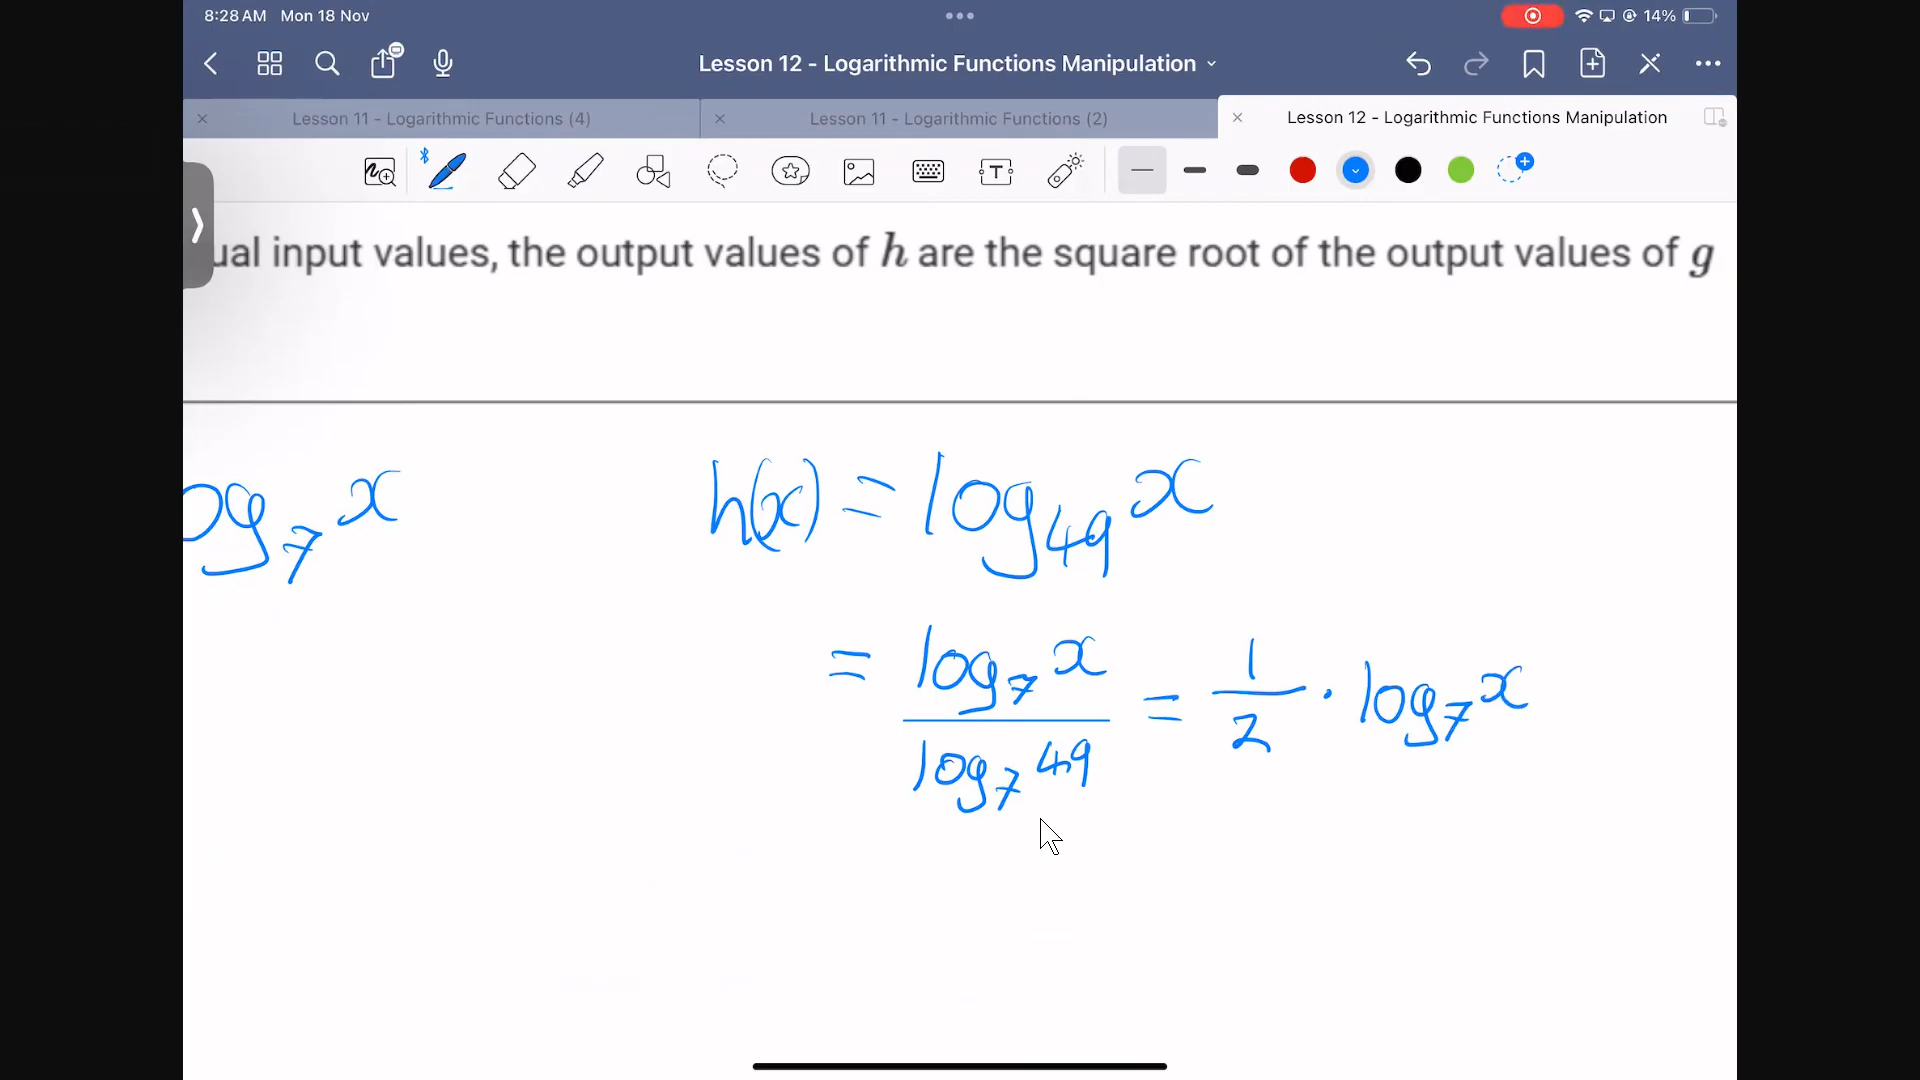 8:28 AM Mon 18 Nov
14%
Lesson 12 - Logarithmic Functions Manipulation
Lesson 11 - Logarithmic Functions (4)
Lesson 11 - Logarithmic Functions (2)
Lesson 12 - Logarithmic Functions Manipulation
ual input values, the output values of h are the square root of the output values of g
og₇ x
h(x) = log₄₉ x
= log₇ x / log₇ 49 = 1/2 · log₇ x